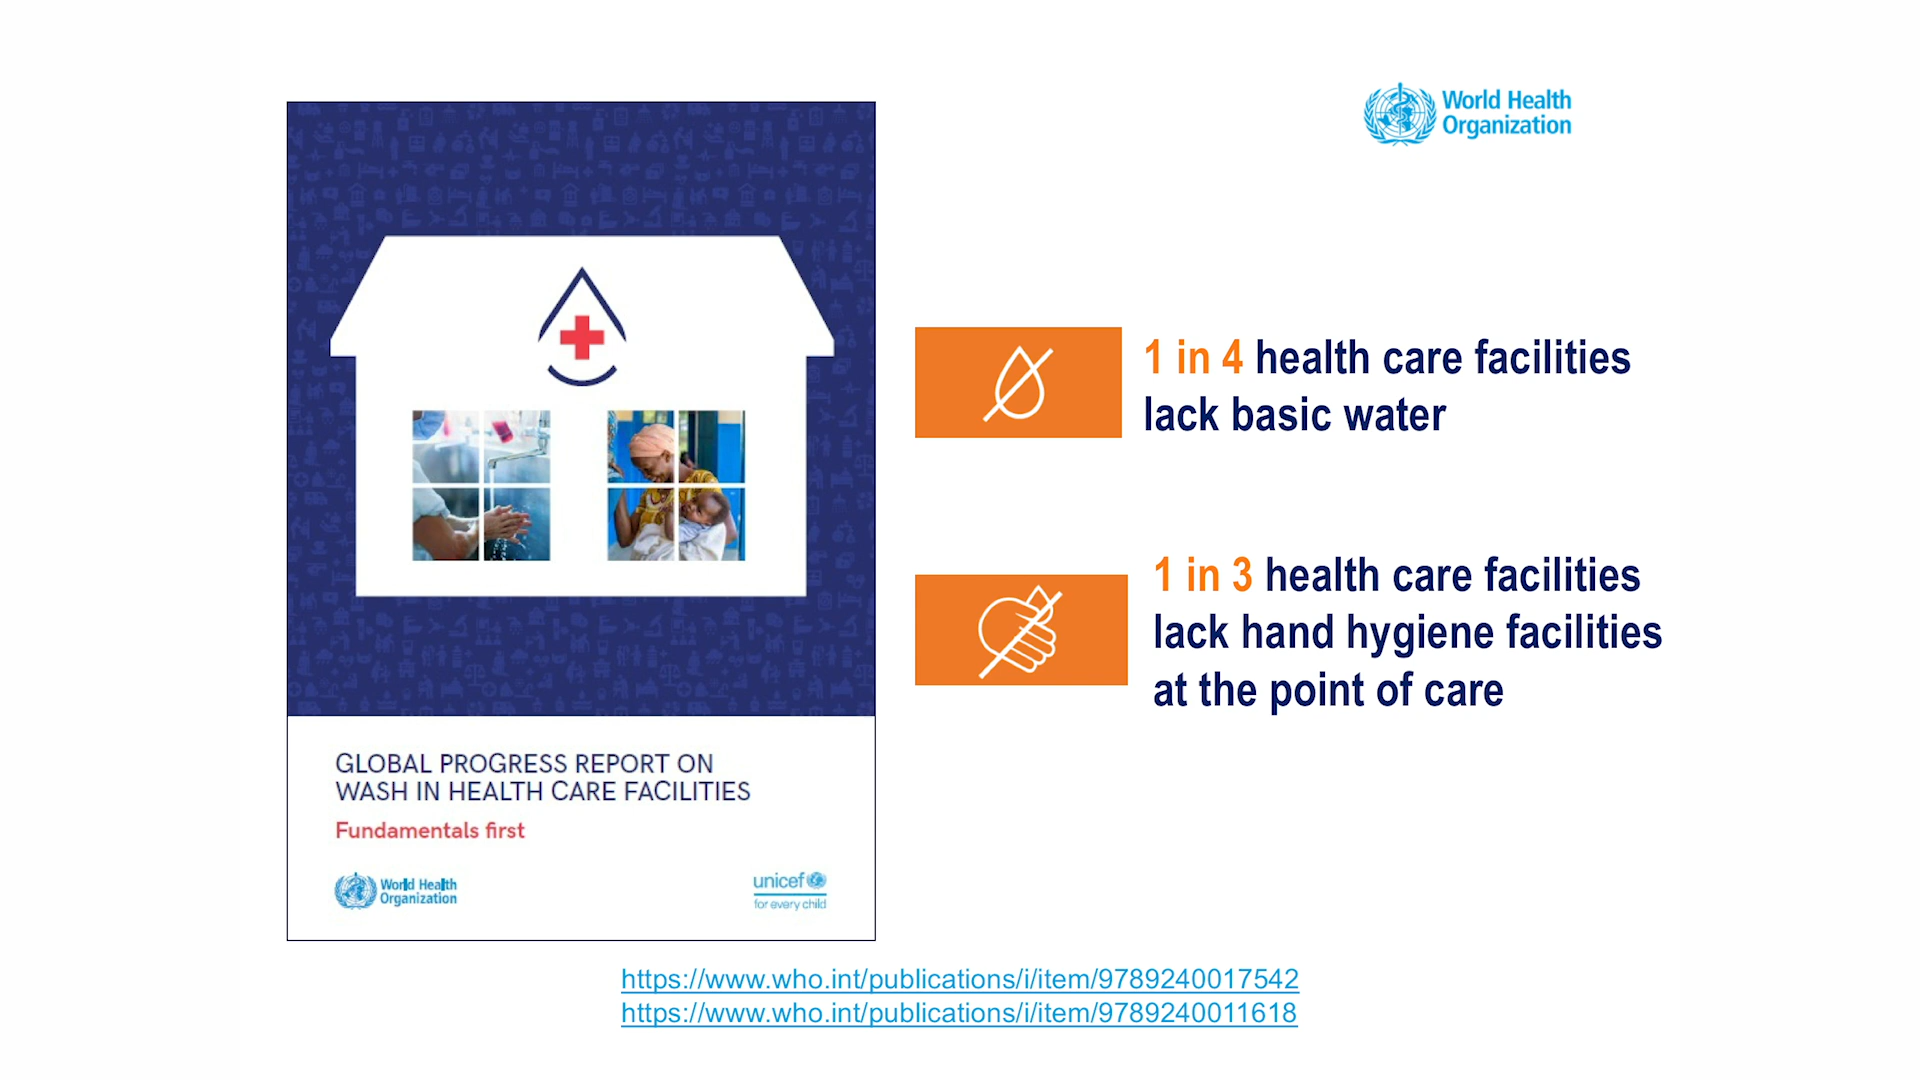 World Health
Organization
1 in 4 health care facilities
lack basic water
1 in 3 health care facilities
lack hand hygiene facilities
at the point of care
GLOBAL PROGRESS REPORT ON
WASH IN HEALTH CARE FACILITIES
Fundamentals first
World Health
Organization
unicef
for every child
https://www.who.int/publications/i/item/9789240017542
https://www.who.int/publications/i/item/9789240011618